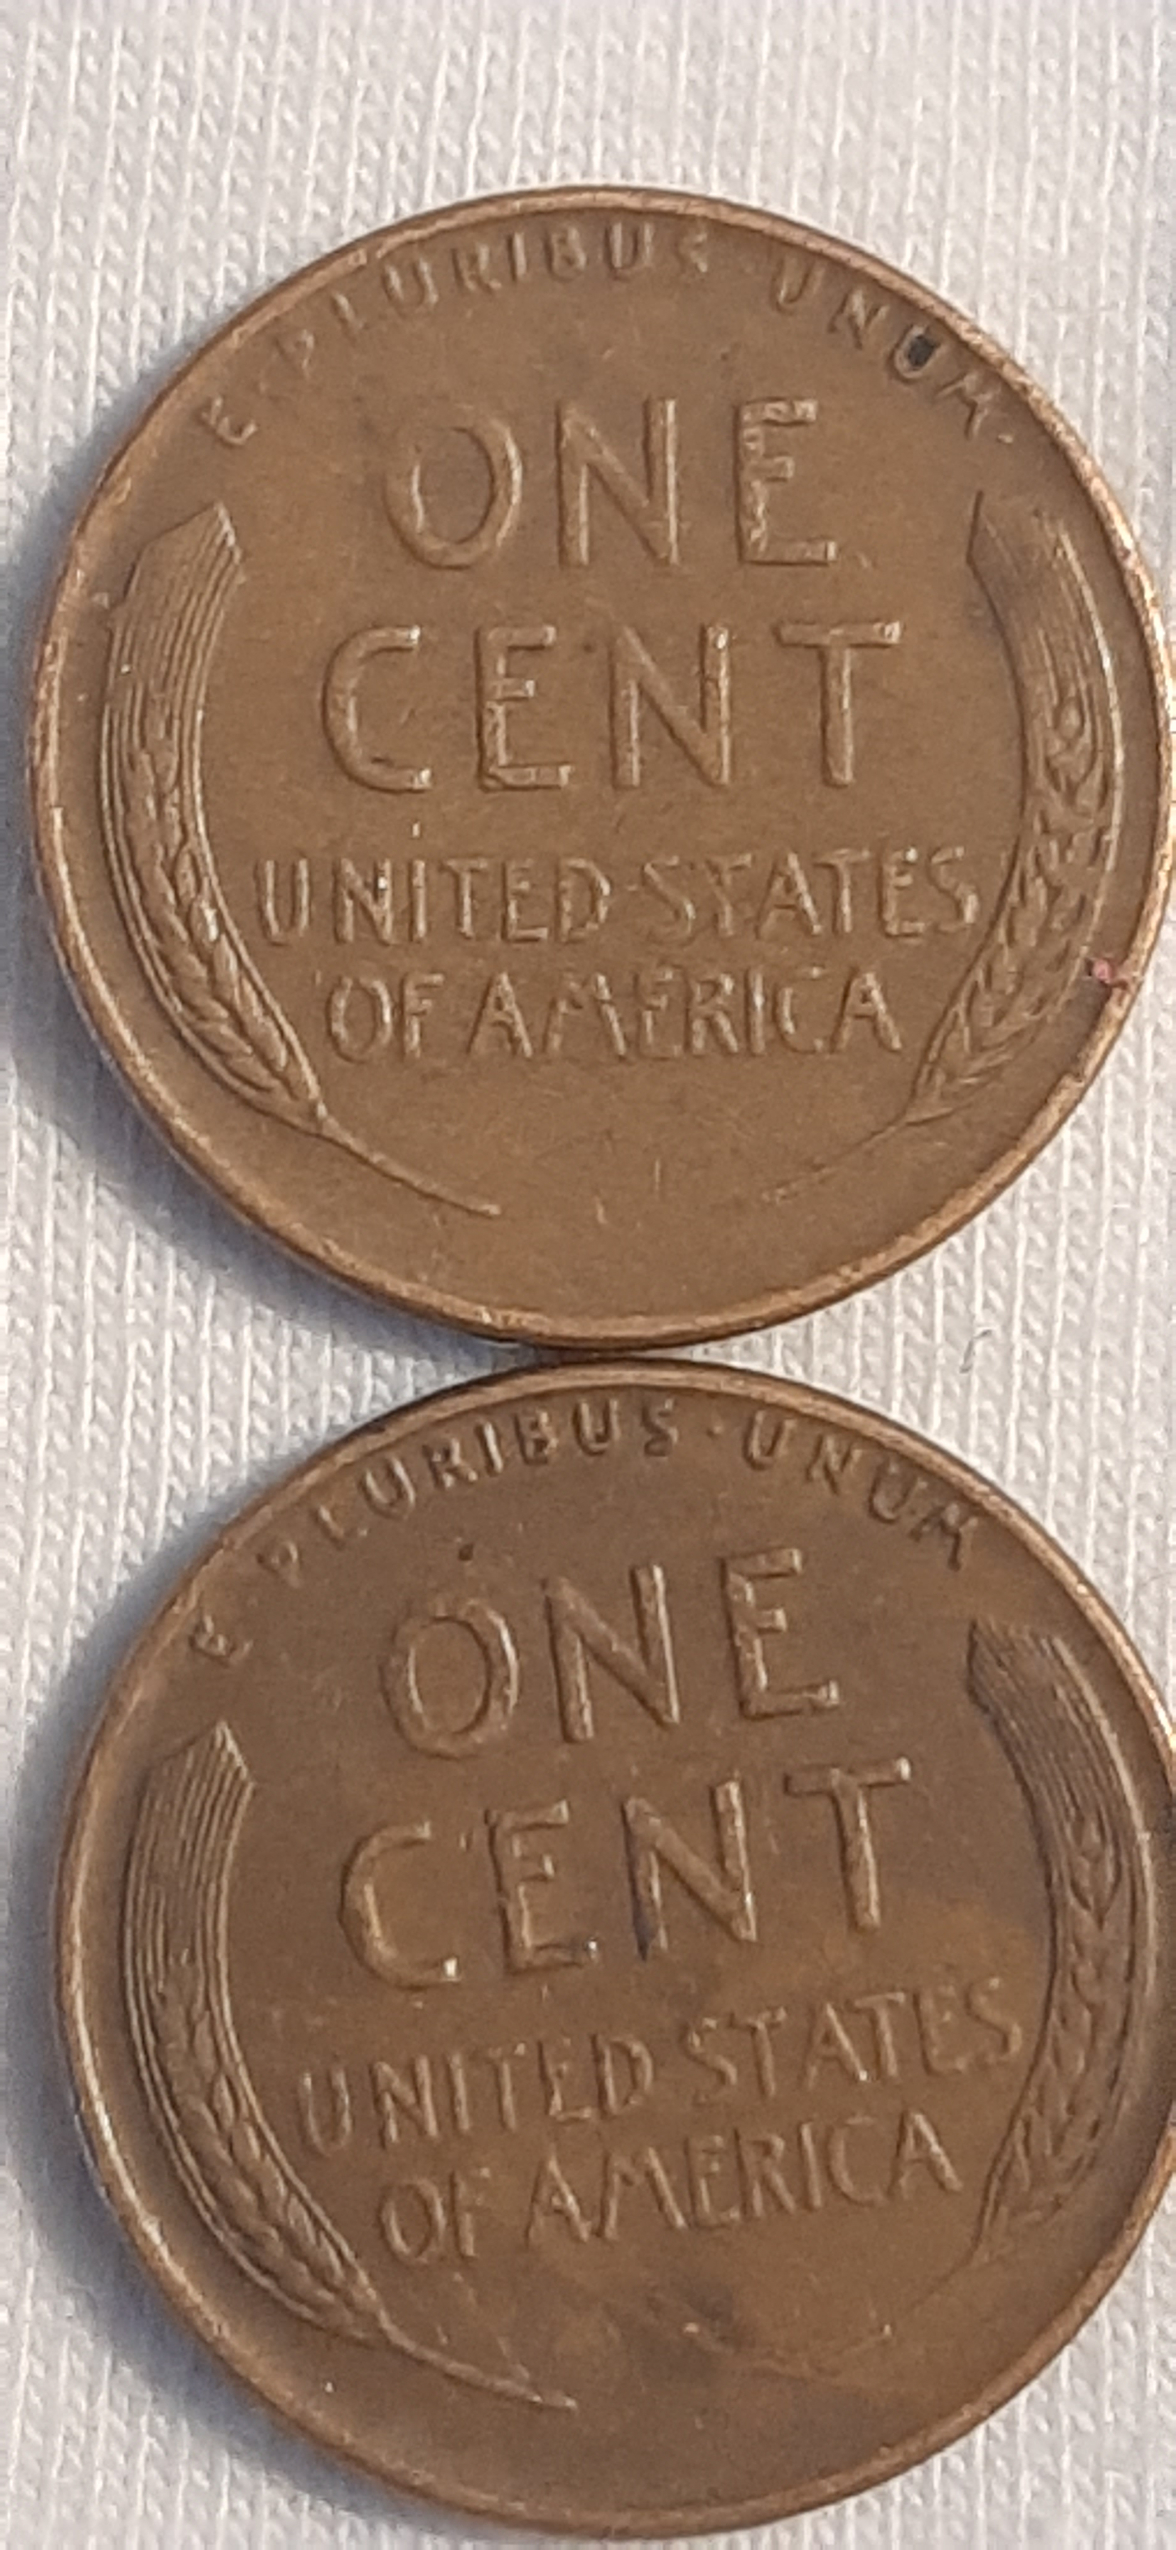 E·PLURIBUS·UNUM·
ONE
CENT
UNITED STATES
OF AMERICA
E·PLURIBUS·UNUM
ONE
CENT
UNITED STATES
OF AMERICA